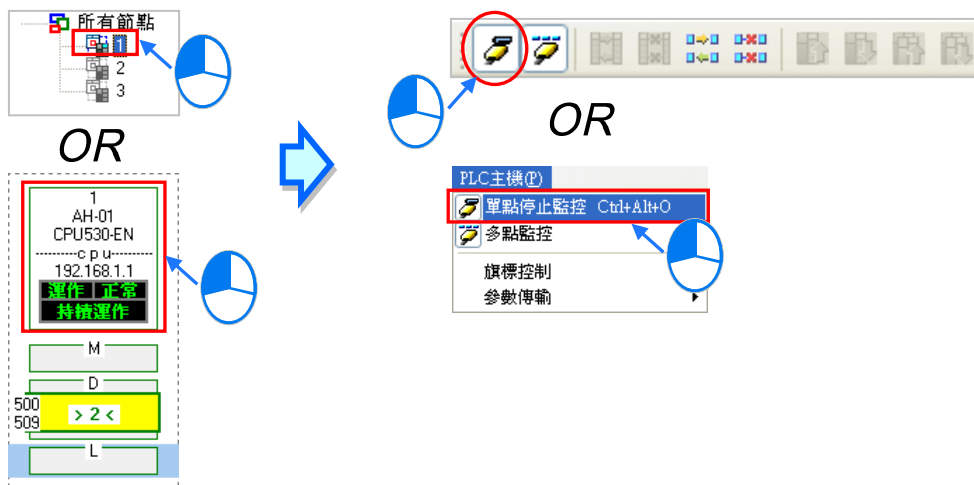 所有節點
1
2
3
OR
1
AH-01
CPU530-EN
---------c p u---------
192.168.1.1
運作 正常
持續運作
M
D
500
509
> 2 <
L
OR
PLC主機(P)
單點停止監控 Ctrl+Alt+O
多點監控
旗標控制
參數傳輸